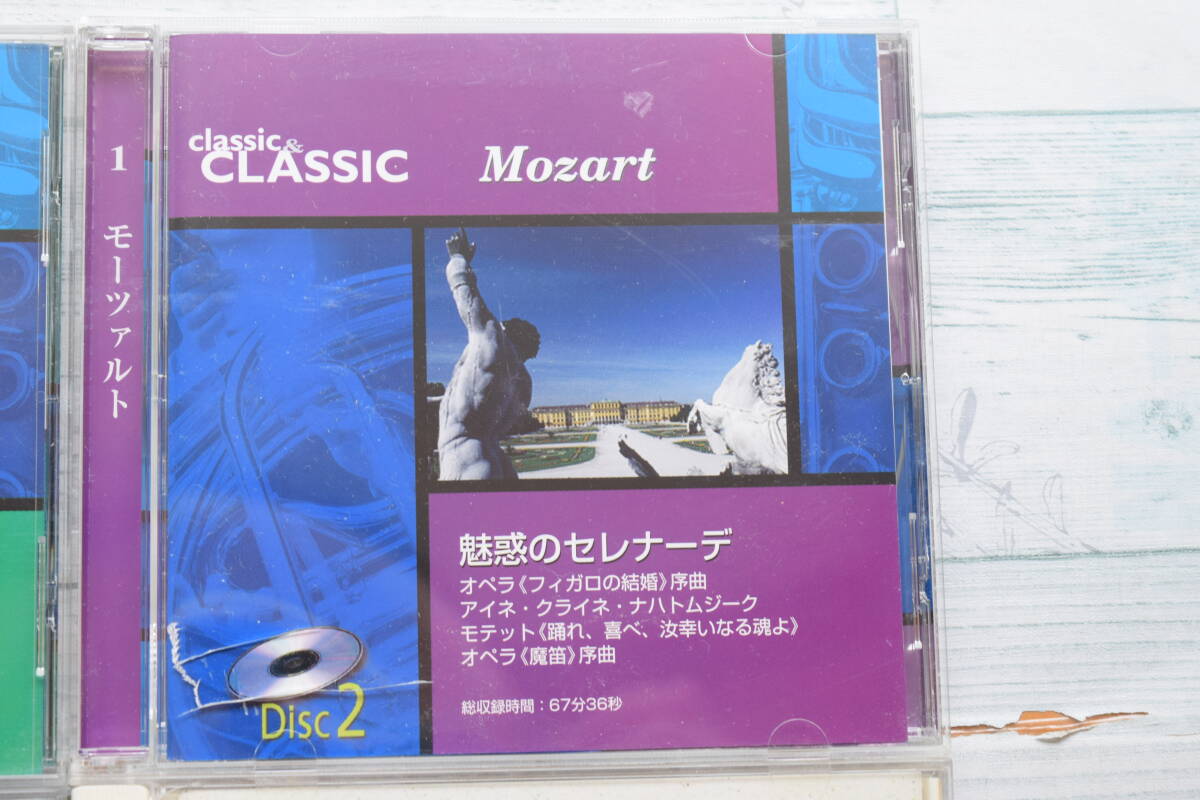 1 モーツァルト
classic &
CLASSIC
Mozart
魅惑のセレナーデ
オペラ《フィガロの結婚》序曲
アイネ・クライネ・ナハトムジーク
モテット《踊れ、喜べ、汝幸いなる魂よ》
オペラ《魔笛》序曲
総収録時間：67分36秒
Disc 2